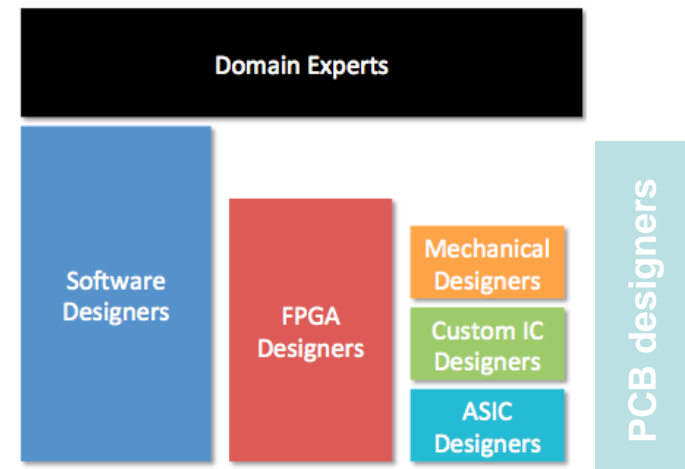 Domain Experts
Software
Designers
FPGA
Designers
Mechanical
Designers
Custom IC
Designers
ASIC
Designers
PCB designers